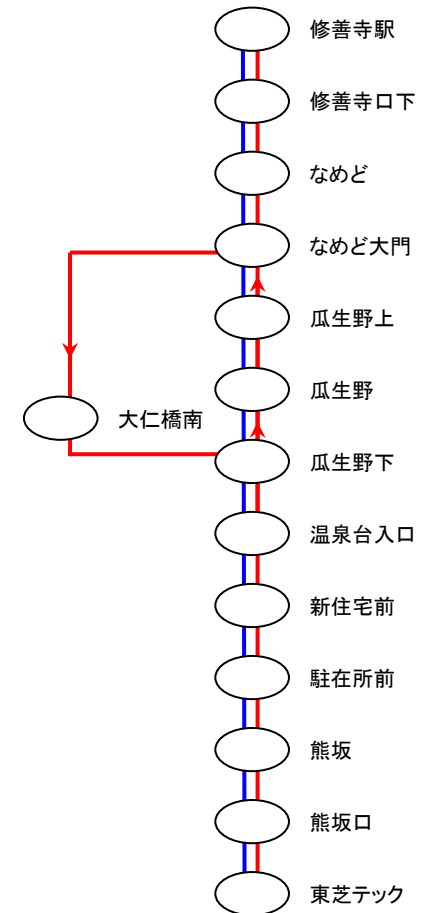 修善寺駅
修善寺口下
なめど
なめど大門
瓜生野上
瓜生野
大仁橋南
瓜生野下
温泉台入口
新住宅前
駐在所前
熊坂
熊坂口
東芝テック